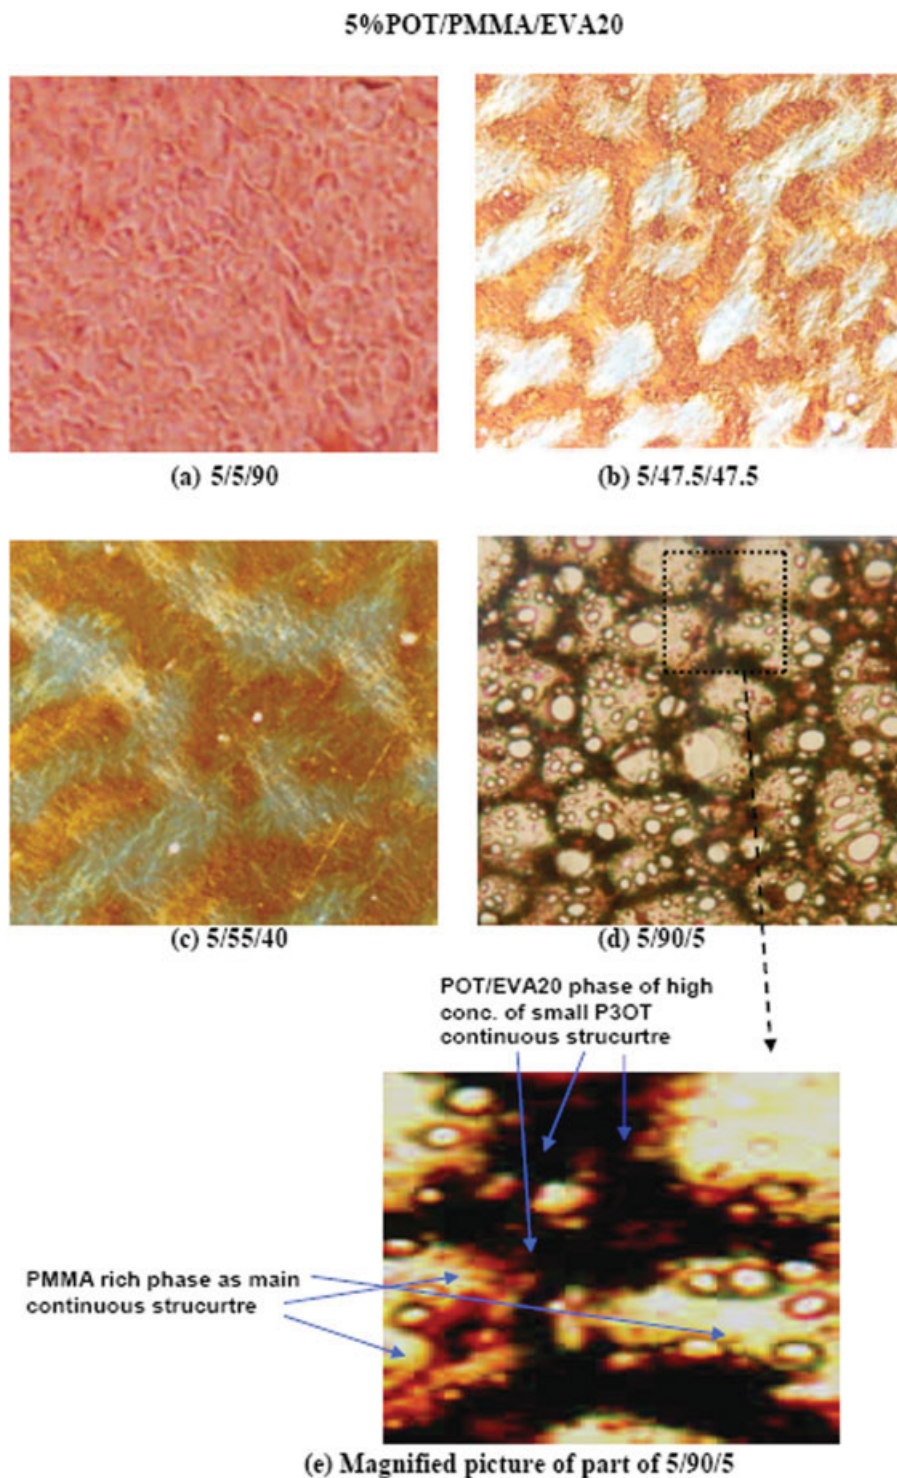 5%POT/PMMA/EVA20
(a) 5/5/90
(b) 5/47.5/47.5
(c) 5/55/40
(d) 5/90/5
POT/EVA20 phase of high
conc. of small P3OT
continuous strucurtre
PMMA rich phase as main
continuous strucurtre
(e) Magnified picture of part of 5/90/5